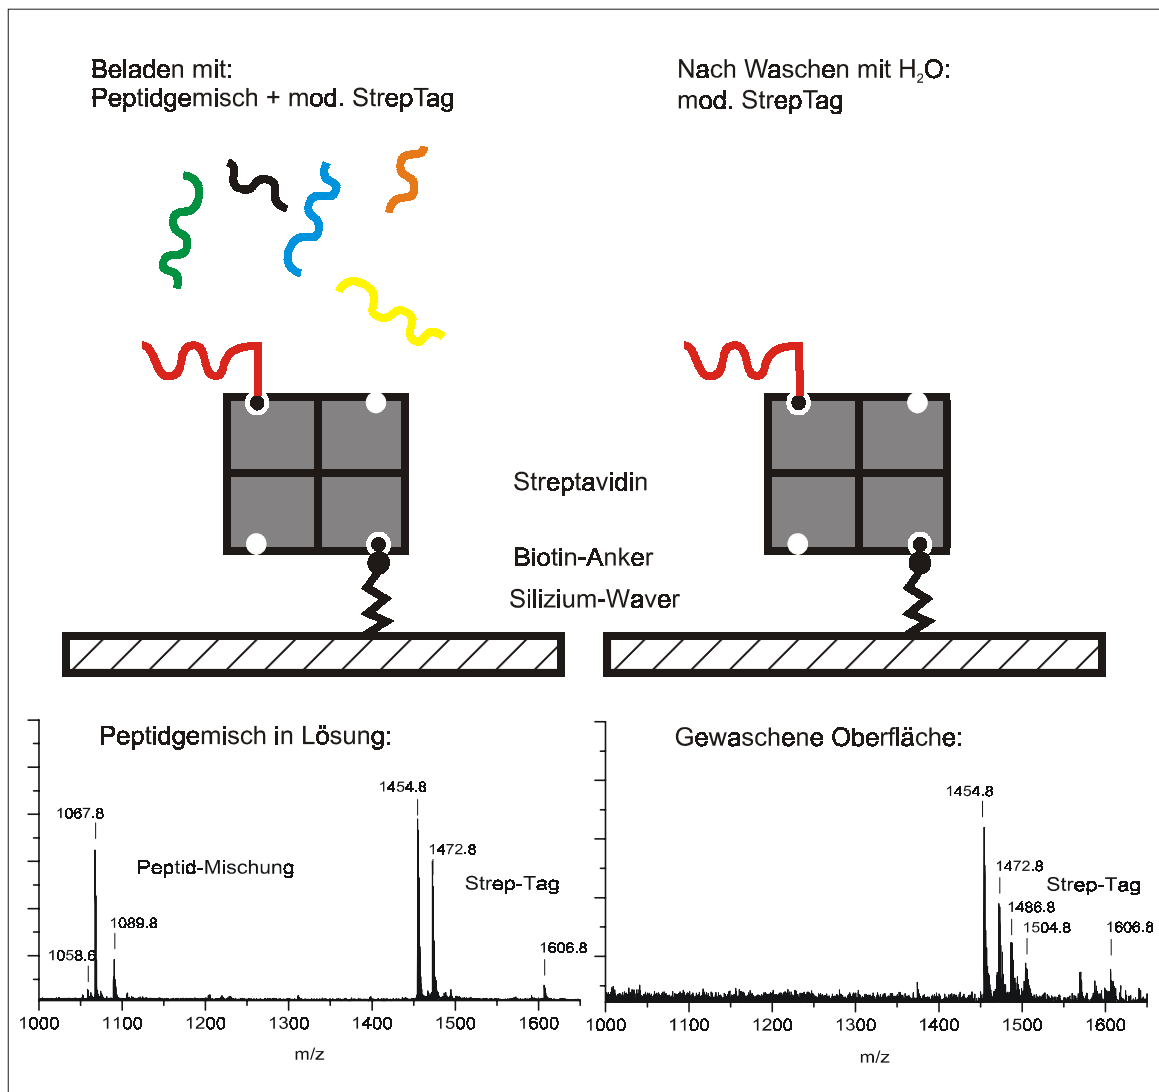 Beladen mit:
Peptidgemisch + mod. StrepTag
Nach Waschen mit H₂O:
mod. StrepTag
Streptavidin
Biotin-Anker
Silizium-Waver
Peptidgemisch in Lösung:
1454.8
1067.8
1472.8
Peptid-Mischung
Strep-Tag
1089.8
1058.6
1606.8
1000 1100 1200 1300 1400 1500 1600
m/z
Gewaschene Oberfläche:
1454.8
1472.8
Strep-Tag
1486.8
1504.8
1606.8
1000 1100 1200 1300 1400 1500 1600
m/z